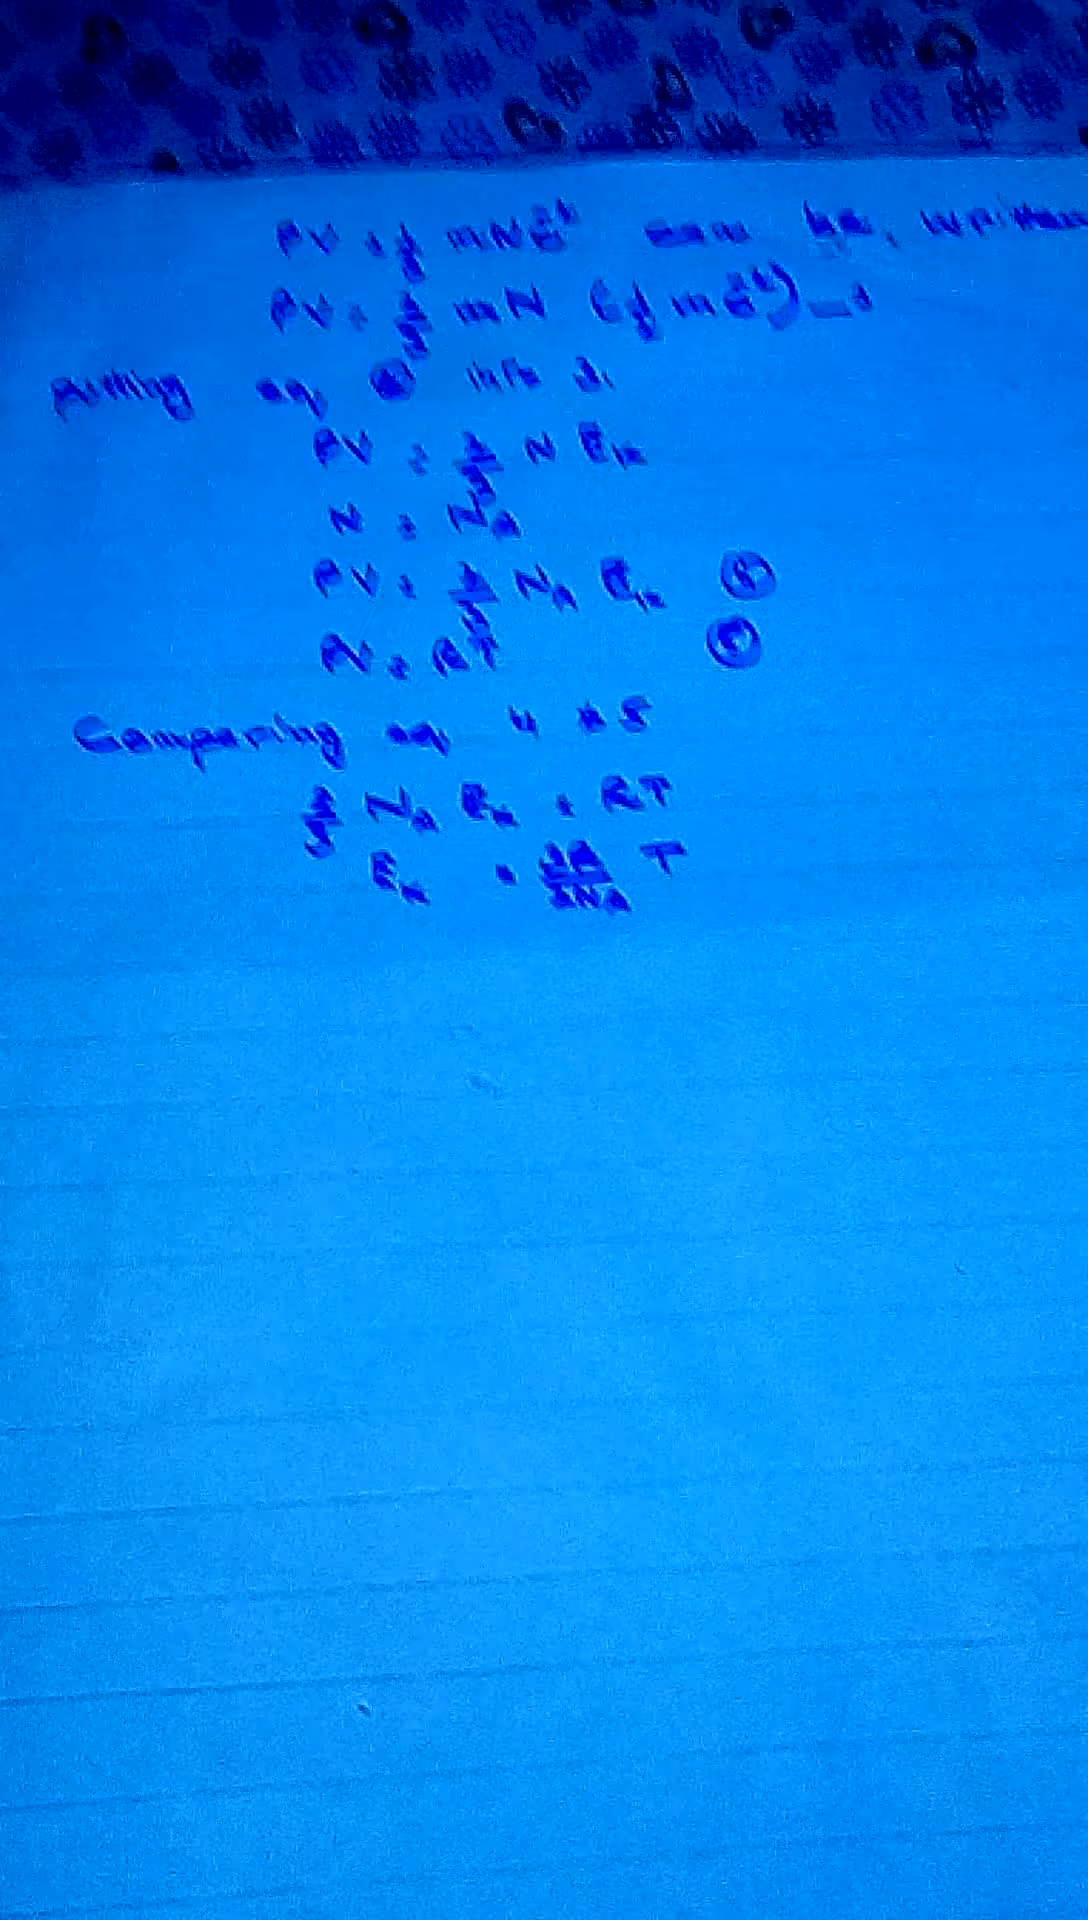 PV = 1/3 mNc̄² can be, written
PV = 2/3 mN (1/2 mc̄²) — 3
Putting eq, ② into 3.
PV = 2/3 N Ek
N = NA
PV = 2/3 NA Ek ④
PV = RT ⑤
Comparing eq 4 & 5
2/3 NA Ek = RT
Ek = 3R/2NA T